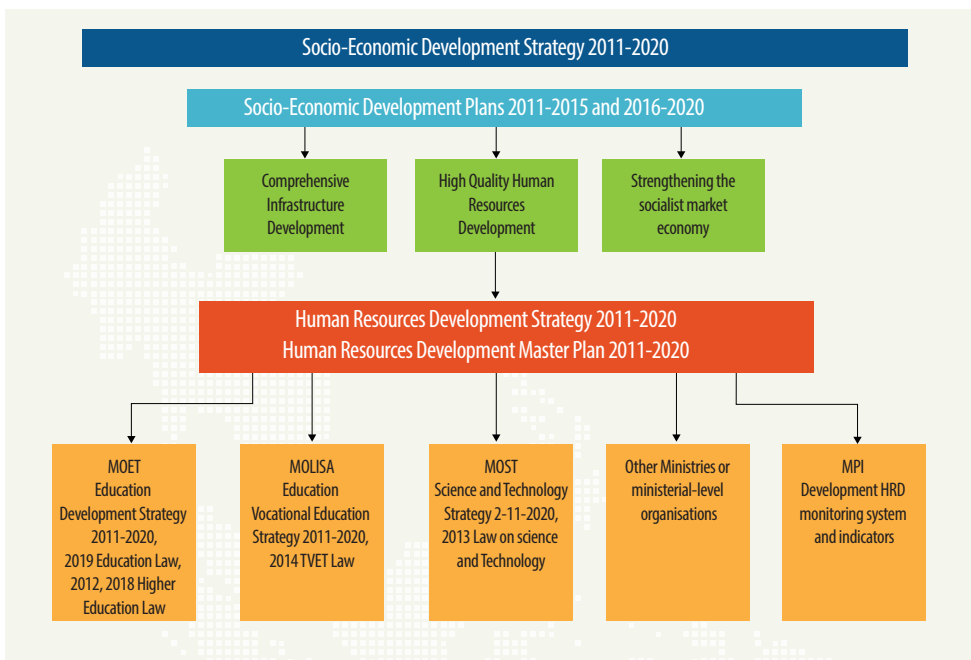 Socio-Economic Development Strategy 2011-2020
Socio-Economic Development Plans 2011-2015 and 2016-2020
Comprehensive
Infrastructure
Development
High Quality Human
Resources
Development
Strengthening the
socialist market
economy
Human Resources Development Strategy 2011-2020
Human Resources Development Master Plan 2011-2020
MOET
Education
Development Strategy
2011-2020,
2019 Education Law,
2012, 2018 Higher
Education Law
MOLISA
Education
Vocational Education
Strategy 2011-2020,
2014 TVET Law
MOST
Science and Technology
Strategy 2-11-2020,
2013 Law on science
and Technology
Other Ministries or
ministerial-level
organisations
MPI
Development HRD
monitoring system
and indicators